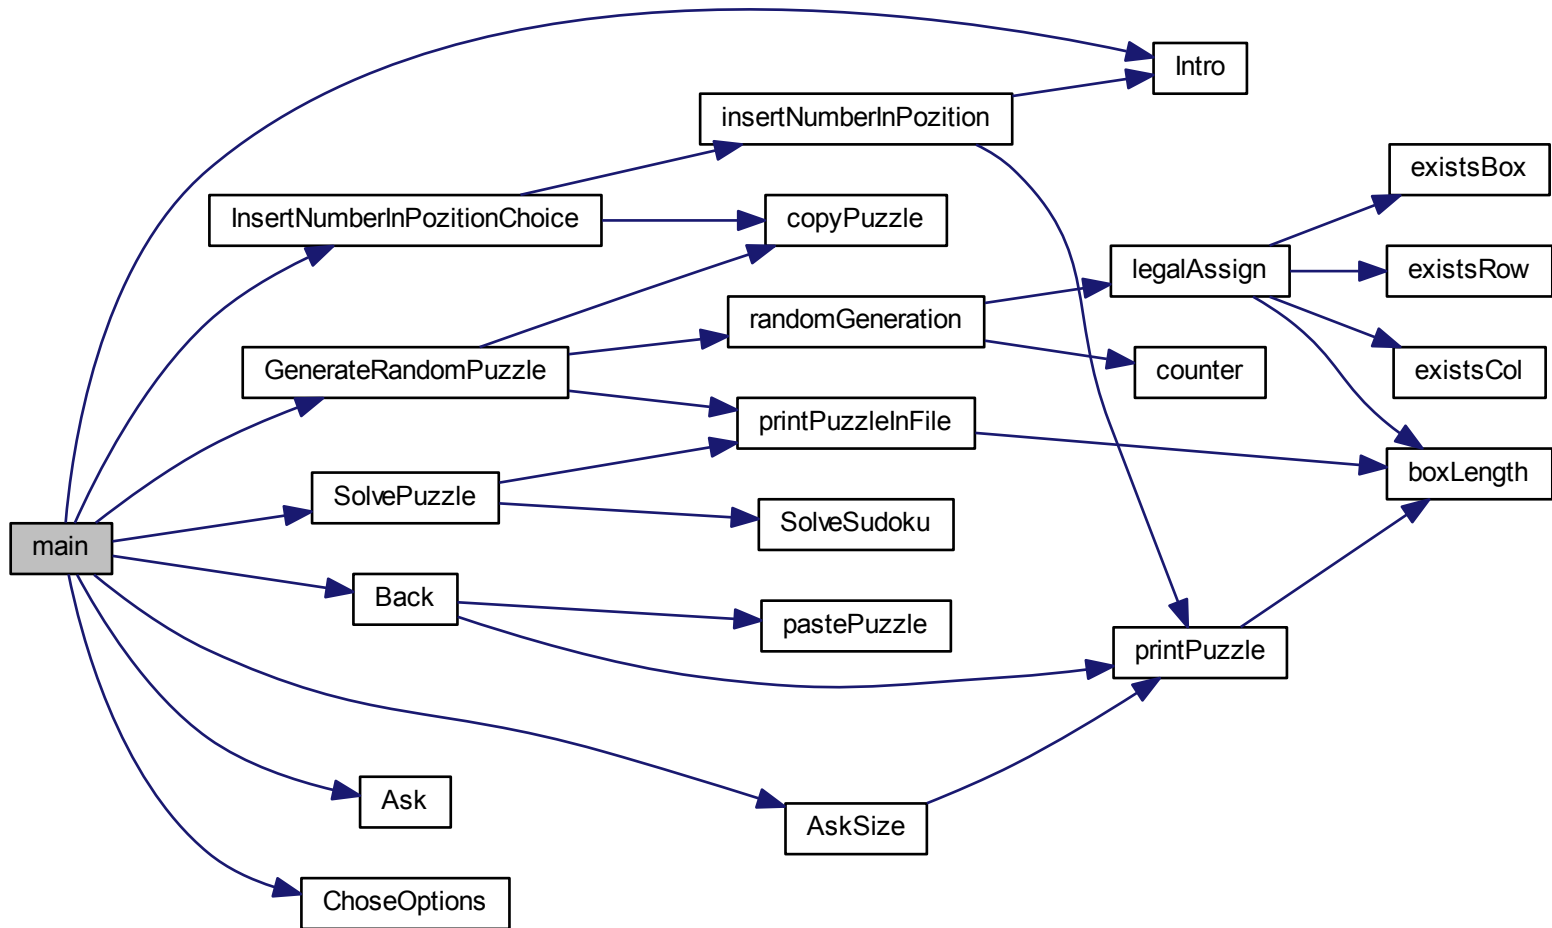 Intro
insertNumberInPozition
existsBox
InsertNumberInPozitionChoice
copyPuzzle
legalAssign
existsRow
randomGeneration
GenerateRandomPuzzle
counter
existsCol
printPuzzleInFile
boxLength
SolvePuzzle
SolveSudoku
main
Back
pastePuzzle
printPuzzle
Ask
AskSize
ChoseOptions